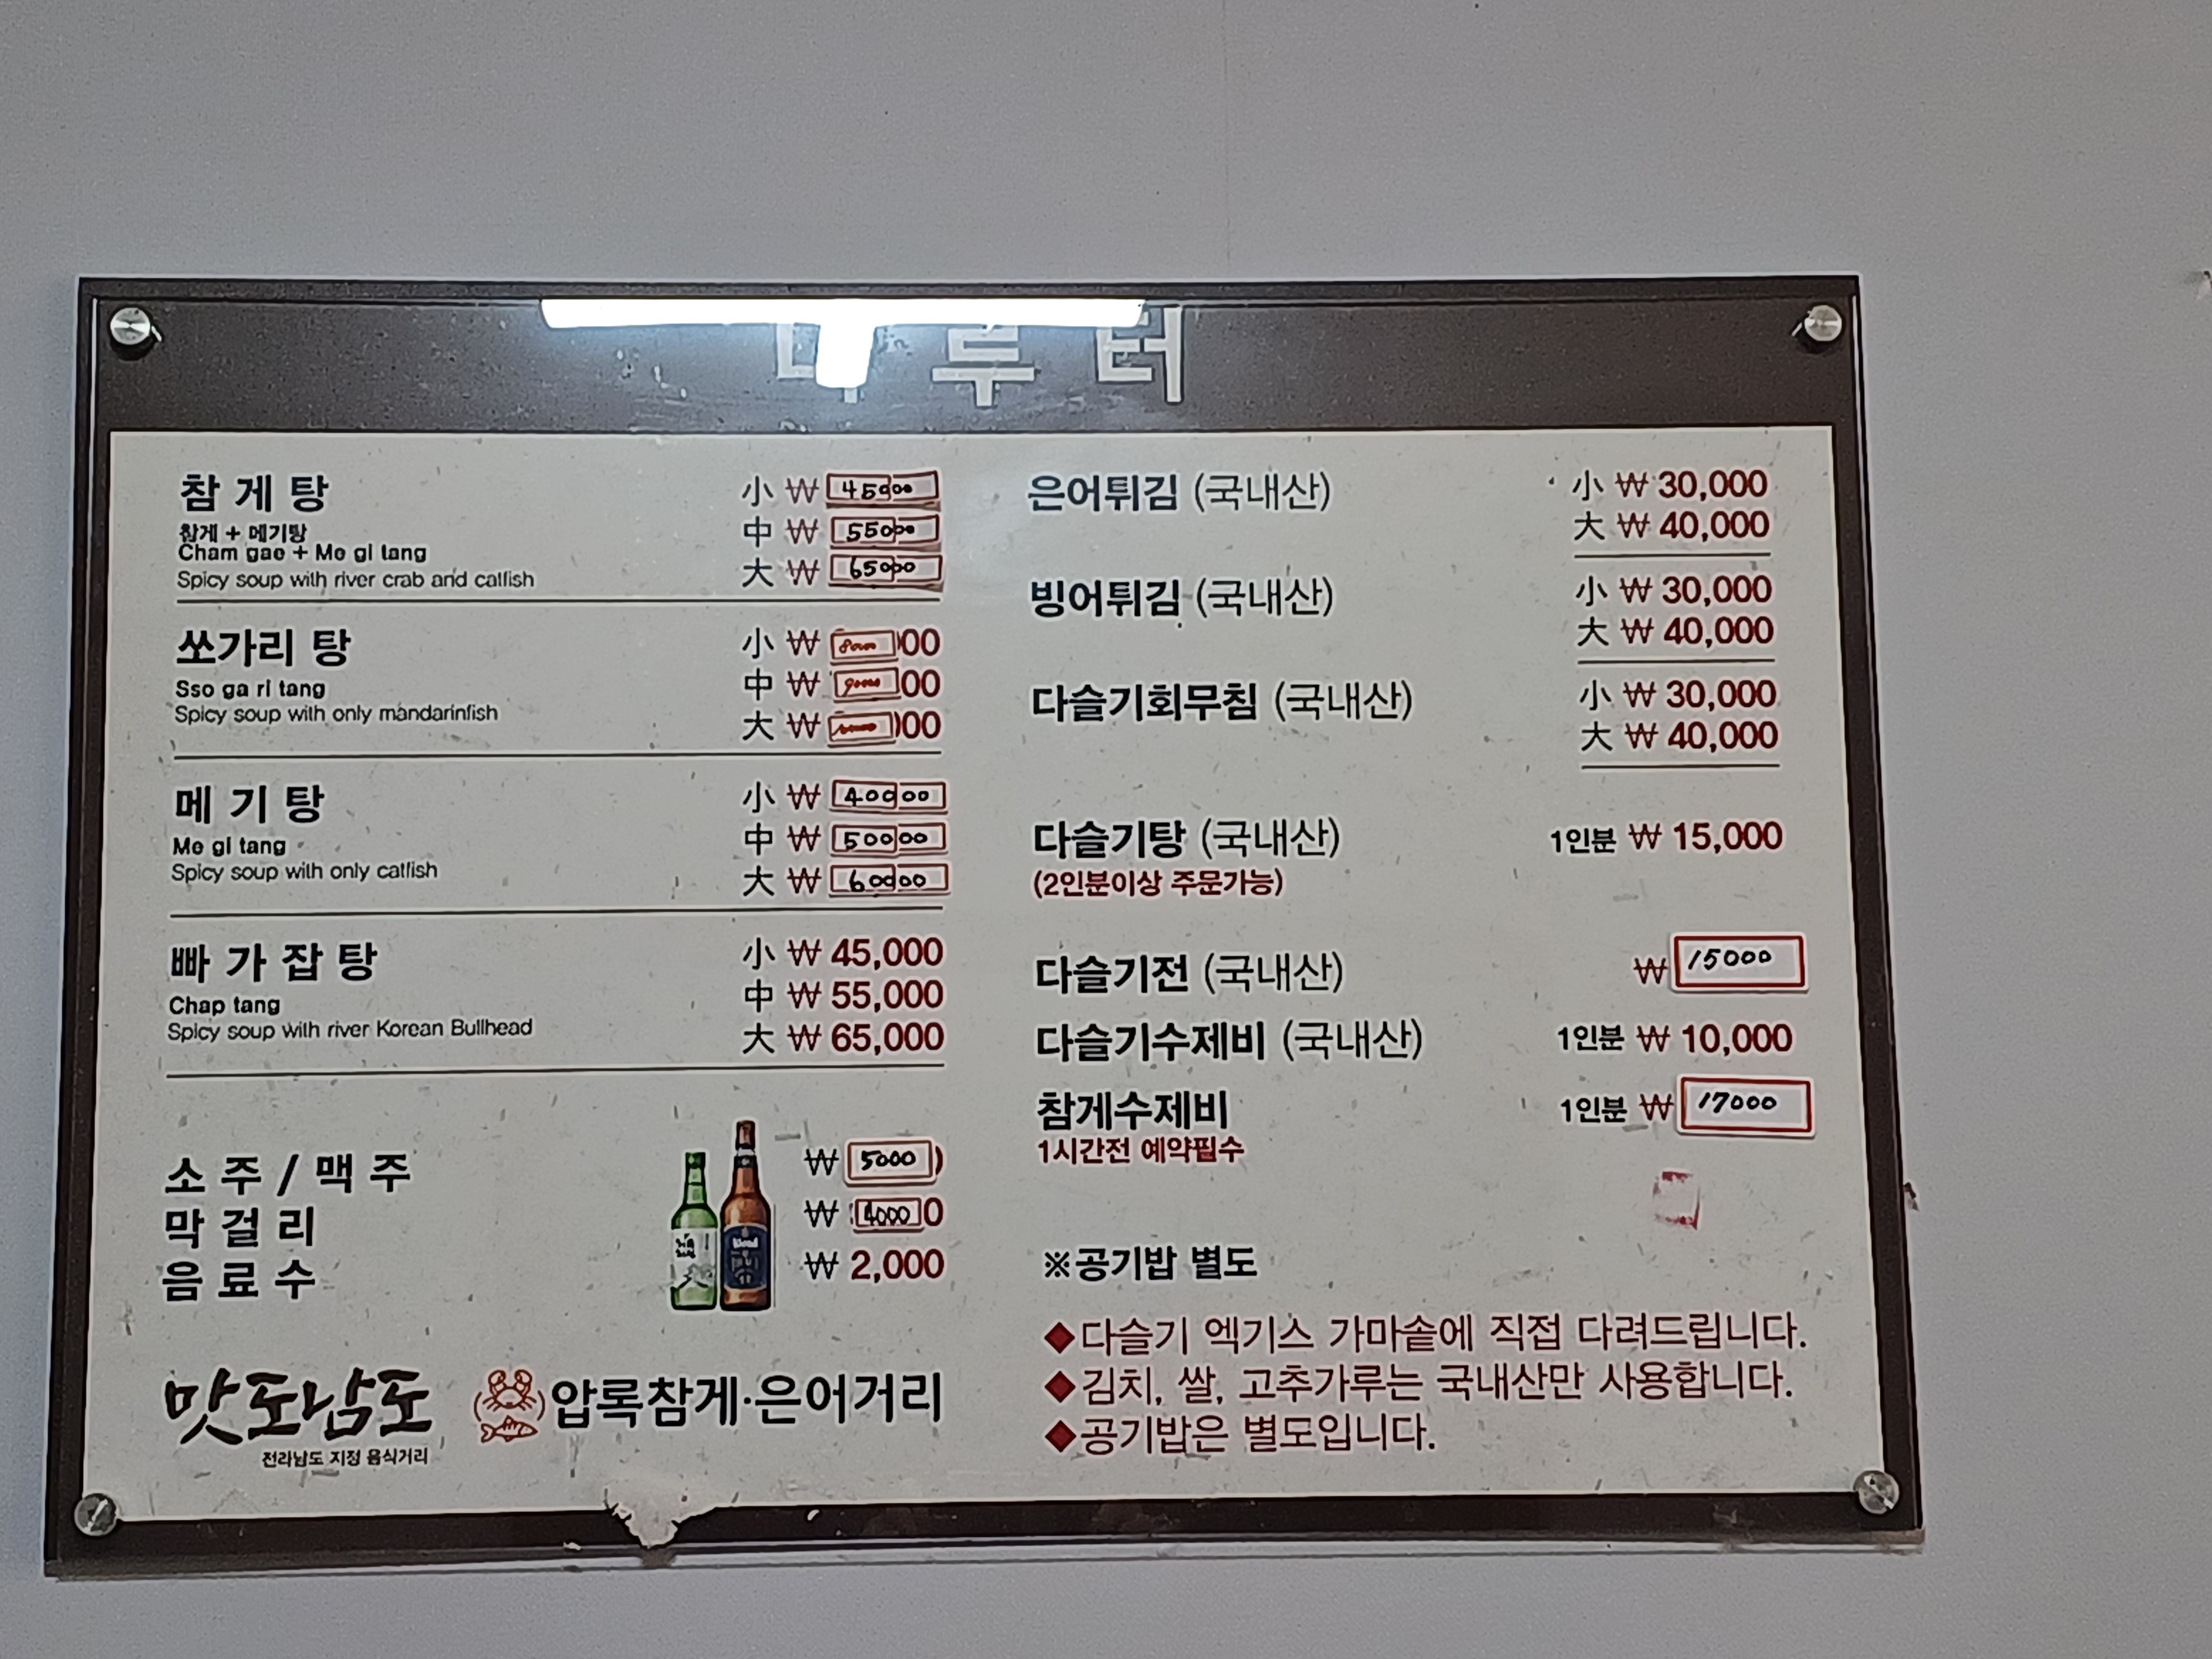 루터
참게탕
참게 + 메기탕
Cham gae + Me gi tang
Spicy soup with river crab and catfish
小 ₩ 45000
中 ₩ 55000
大 ₩ 65000
쏘가리 탕
Sso ga ri tang
Spicy soup with only mandarinfish
小 ₩
中 ₩
大 ₩
메기탕
Me gi tang
Spicy soup with only catfish
小 ₩ 40000
中 ₩ 50000
大 ₩ 60000
빠가잡탕
Chap tang
Spicy soup with river Korean Bullhead
小 ₩ 45,000
中 ₩ 55,000
大 ₩ 65,000
소주 / 맥주 ₩ 5000
막걸리 ₩ 4000
음료수 ₩ 2,000
맛도남도
전라남도 지정 음식거리
압록참게·은어거리
은어튀김 (국내산) 小 ₩ 30,000
大 ₩ 40,000
빙어튀김 (국내산) 小 ₩ 30,000
大 ₩ 40,000
다슬기회무침 (국내산) 小 ₩ 30,000
大 ₩ 40,000
다슬기탕 (국내산) 1인분 ₩ 15,000
(2인분이상 주문가능)
다슬기전 (국내산) ₩ 15000
다슬기수제비 (국내산) 1인분 ₩ 10,000
참게수제비 1인분 ₩ 17000
1시간전 예약필수
※공기밥 별도
◆다슬기 엑기스 가마솥에 직접 다려드립니다.
◆김치, 쌀, 고추가루는 국내산만 사용합니다.
◆공기밥은 별도입니다.